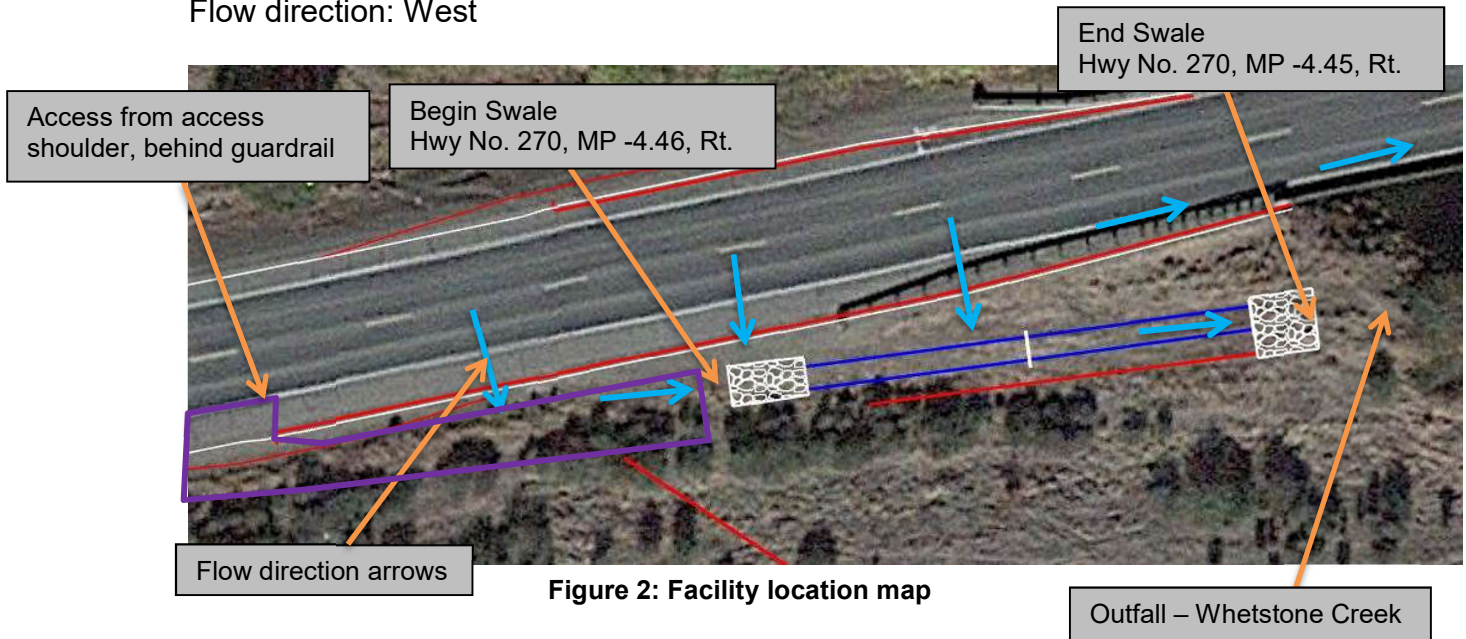 Flow direction: West
End Swale
Hwy No. 270, MP -4.45, Rt.
Access from access
shoulder, behind guardrail
Begin Swale
Hwy No. 270, MP -4.46, Rt.
Flow direction arrows
Figure 2: Facility location map
Outfall – Whetstone Creek